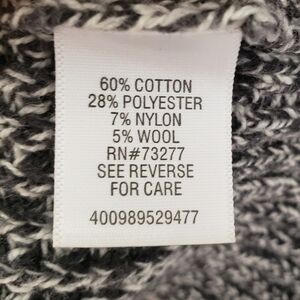 60% COTTON
28% POLYESTER
7% NYLON
5% WOOL
RN#73277
SEE REVERSE
FOR CARE
400989529477